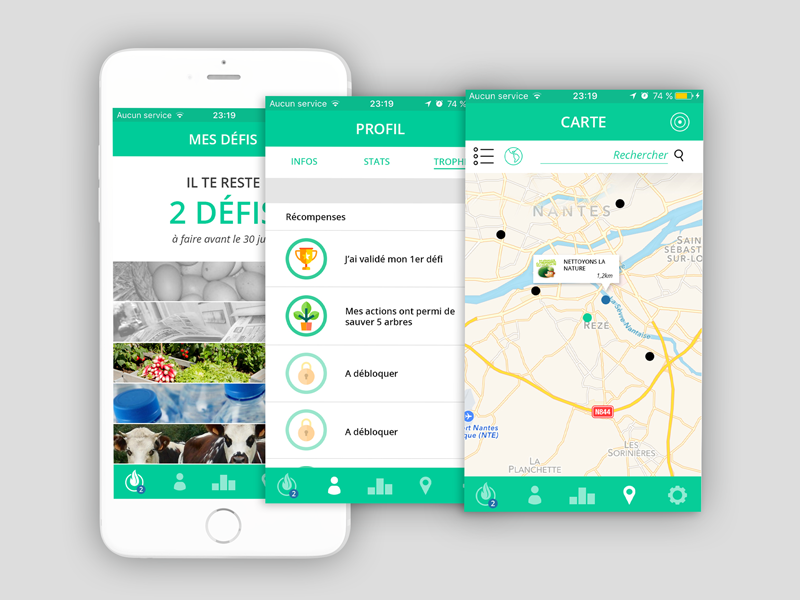 Aucun service 23:19
MES DÉFIS
IL TE RESTE
2 DÉFIS
à faire avant le 30 ju
2
Aucun service 23:19 74 %
PROFIL
INFOS STATS TROPH
Récompenses
J'ai validé mon 1er défi
Mes actions ont permi de
sauver 5 arbres
A débloquer
A débloquer
2
Aucun service 23:19 74 %
CARTE
Rechercher
NANTES
SAIN
SÉBAST
SUR-LO
NETTOYONS LA
NATURE
1,2km
La Sèvre Nantaise
REZÉ
N844
rt Nantes
que (NTE)
LES
SORINIÈRES
LA
PLANCHETTE
2